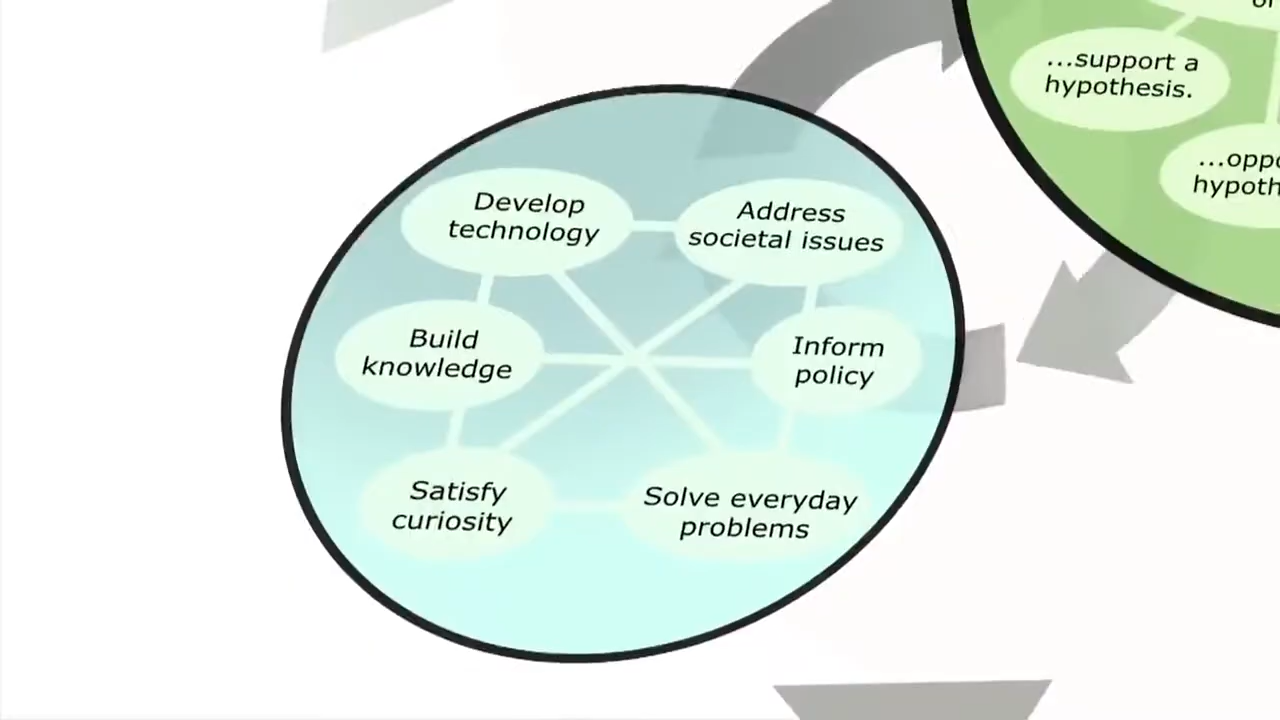 ...support a
hypothesis.
Develop
technology
Address
societal issues
Build
knowledge
Inform
policy
Satisfy
curiosity
Solve everyday
problems